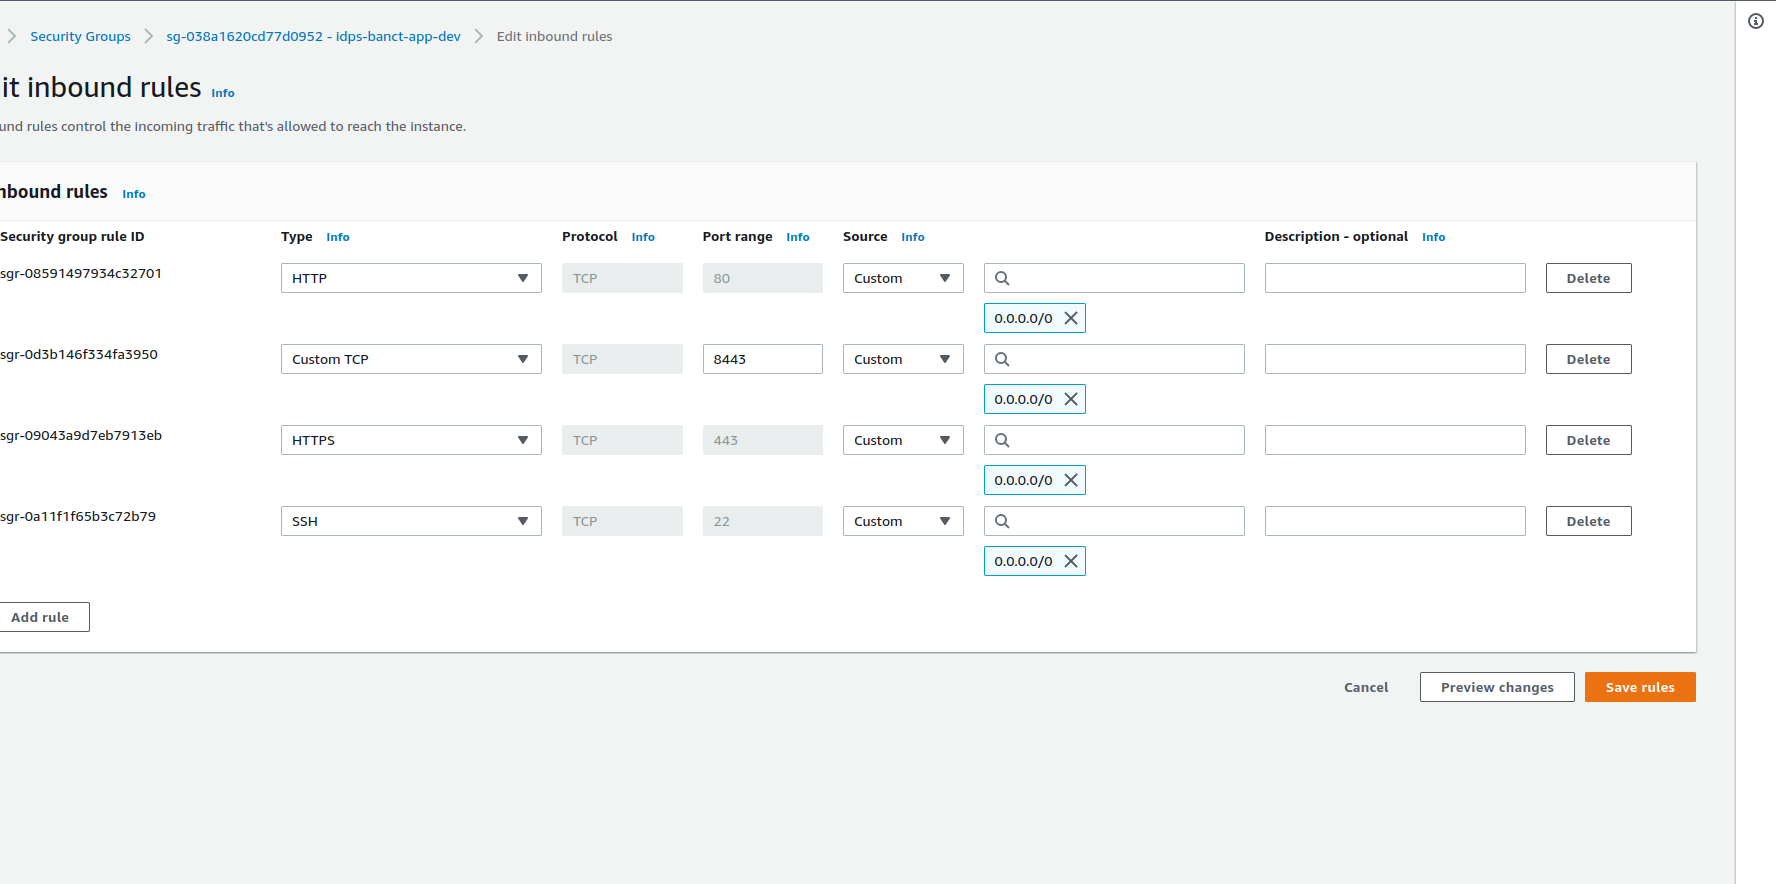 Security Groups sg-038a1620cd77d0952 - idps-banct-app-dev Edit inbound rules
it inbound rules Info
und rules control the incoming traffic that's allowed to reach the instance.
nbound rules Info
Security group rule ID Type Info Protocol Info Port range Info Source Info Description - optional Info
sgr-08591497934c32701 HTTP TCP 80 Custom Delete
0.0.0.0/0
sgr-0d3b146f334fa3950 Custom TCP TCP 8443 Custom Delete
0.0.0.0/0
sgr-09043a9d7eb7913eb HTTPS TCP 443 Custom Delete
0.0.0.0/0
sgr-0a11f1f65b3c72b79 SSH TCP 22 Custom Delete
0.0.0.0/0
Add rule
Cancel Preview changes Save rules